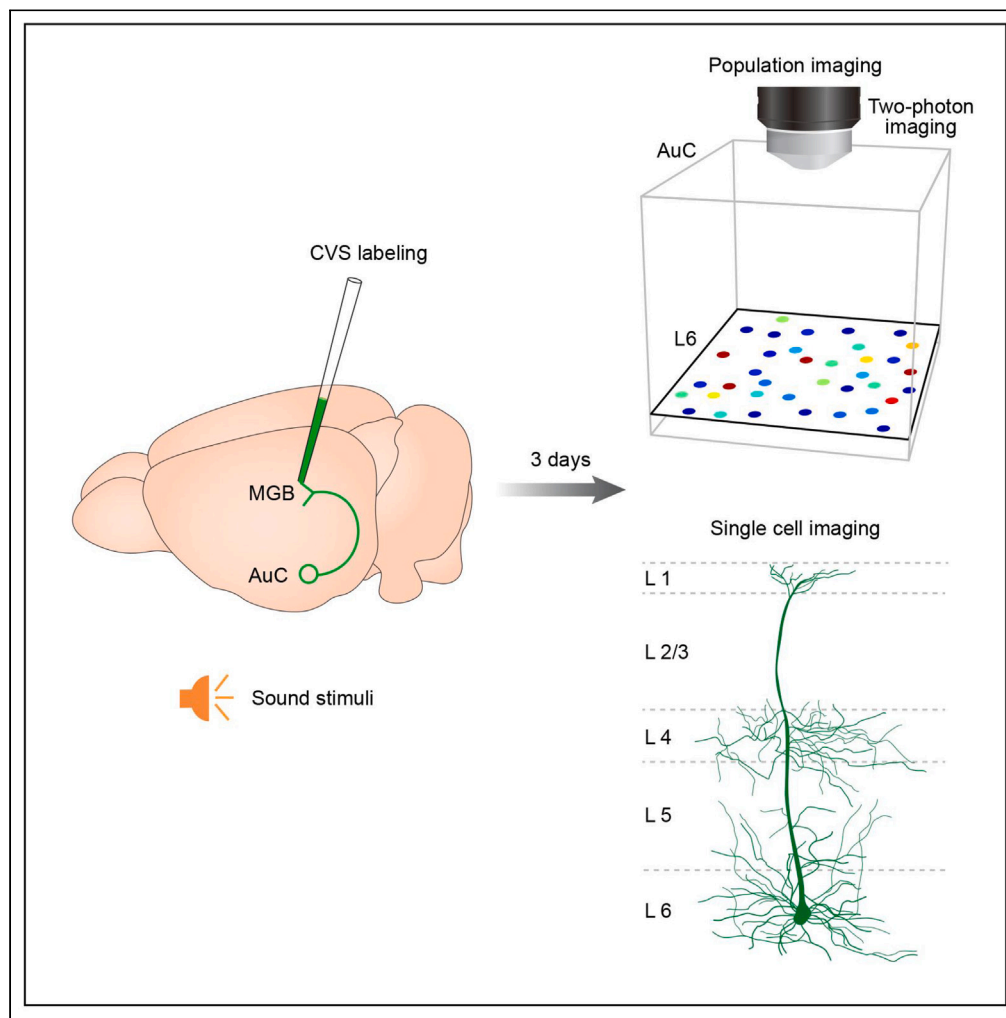 CVS labeling
MGB
AuC
Sound stimuli
3 days
Population imaging
Two-photon
imaging
AuC
L6
Single cell imaging
L 1
L 2/3
L 4
L 5
L 6